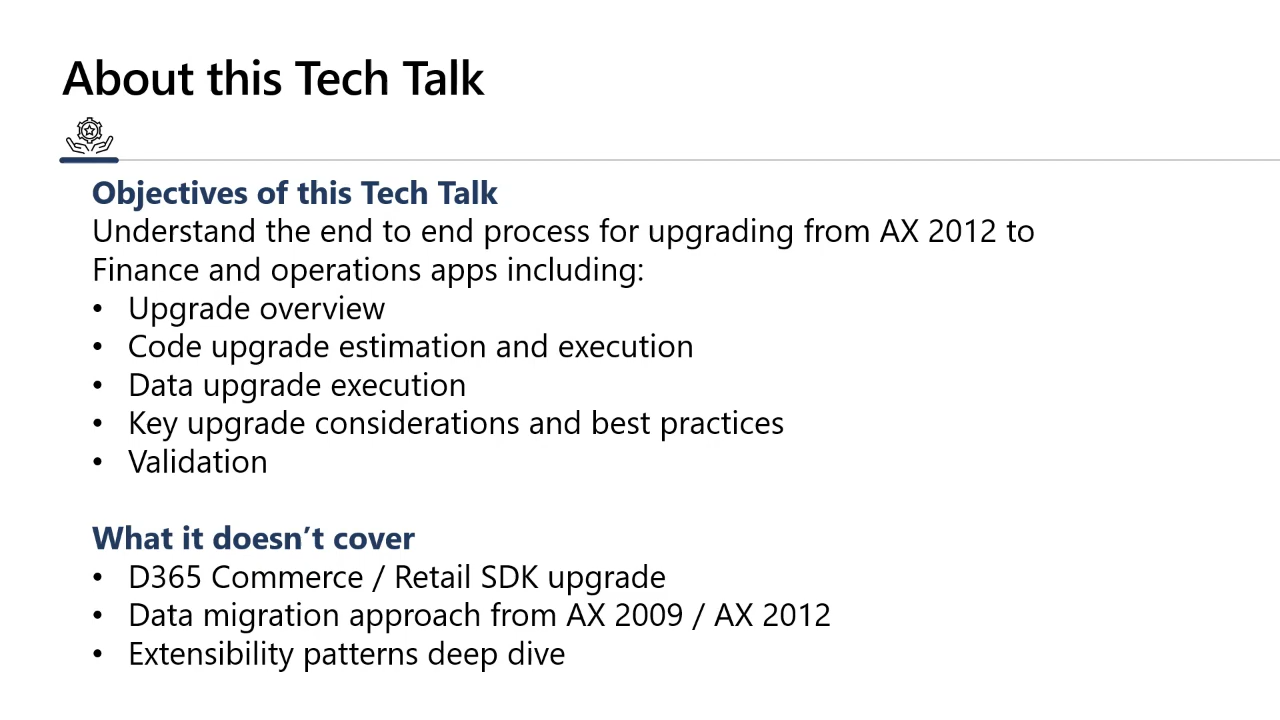 About this Tech Talk
Objectives of this Tech Talk
Understand the end to end process for upgrading from AX 2012 to
Finance and operations apps including:
• Upgrade overview
• Code upgrade estimation and execution
• Data upgrade execution
• Key upgrade considerations and best practices
• Validation
What it doesn’t cover
• D365 Commerce / Retail SDK upgrade
• Data migration approach from AX 2009 / AX 2012
• Extensibility patterns deep dive